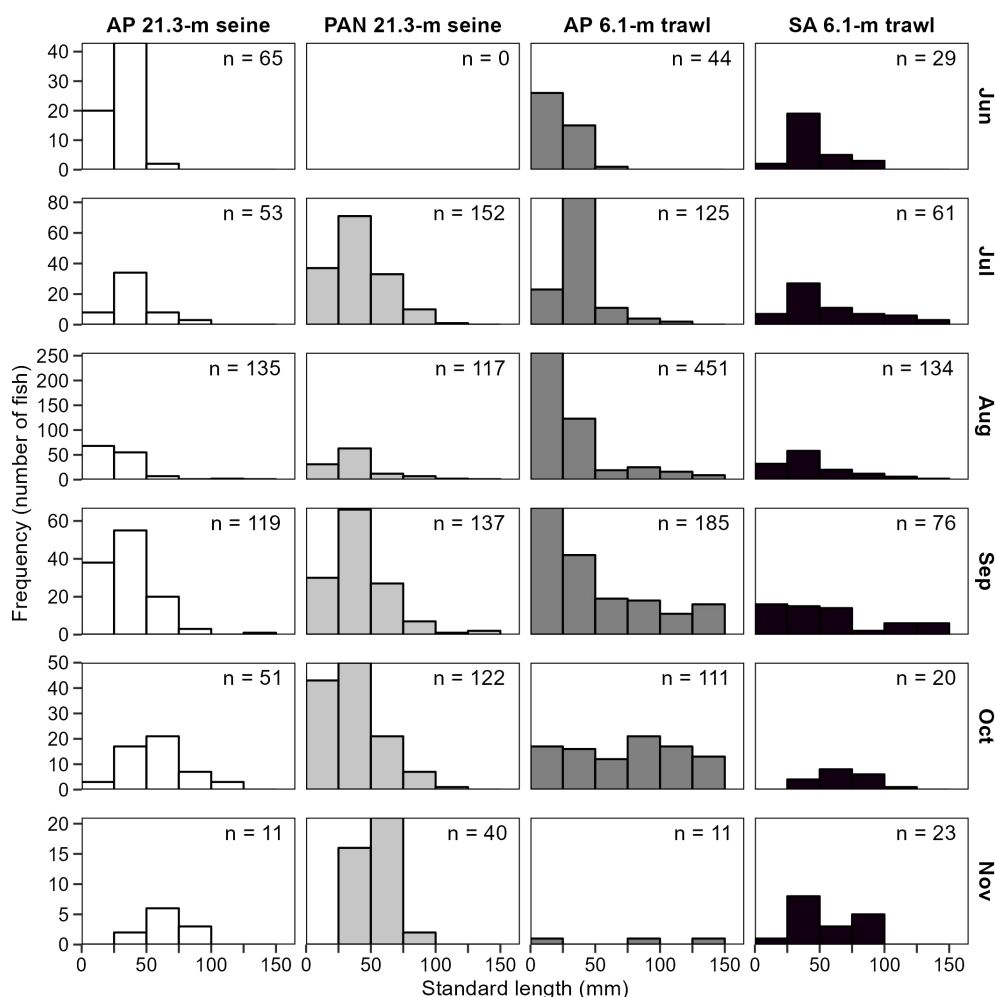 AP 21.3-m seine PAN 21.3-m seine AP 6.1-m trawl SA 6.1-m trawl
40 n = 65 n = 0 n = 44 n = 29 Jun
30
20
10
0
80 n = 53 n = 152 n = 125 n = 61 Jul
60
40
20
0
250 n = 135 n = 117 n = 451 n = 134 Aug
200
150
100
50
0
Frequency (number of fish)
60 n = 119 n = 137 n = 185 n = 76 Sep
40
20
0
50 n = 51 n = 122 n = 111 n = 20 Oct
40
30
20
10
0
20 n = 11 n = 40 n = 11 n = 23 Nov
15
10
5
0
0 50 100 150 0 50 100 150 0 50 100 150 0 50 100 150
Standard length (mm)